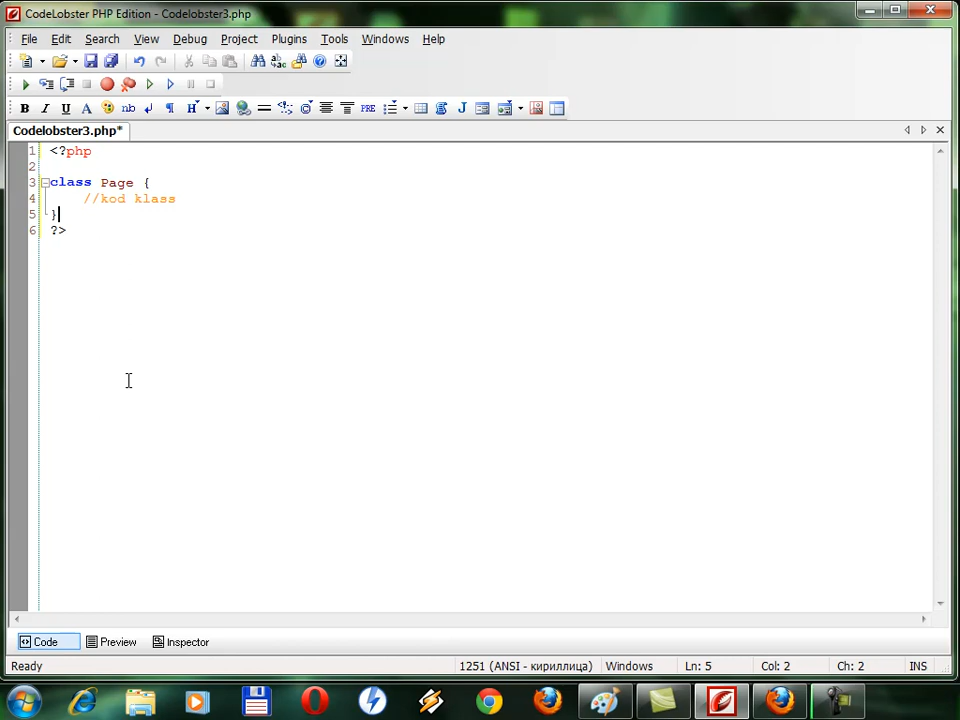 CodeLobster PHP Edition - Codelobster3.php
File Edit Search View Debug Project Plugins Tools Windows Help
B I U A nb ¶ H PRE J
Codelobster3.php*
1 <?php
2
3 class Page {
4 //kod klass
5 }
6 ?>
Code Preview Inspector
Ready 1251 (ANSI - кириллица) Windows Ln: 5 Col: 2 Ch: 2 INS